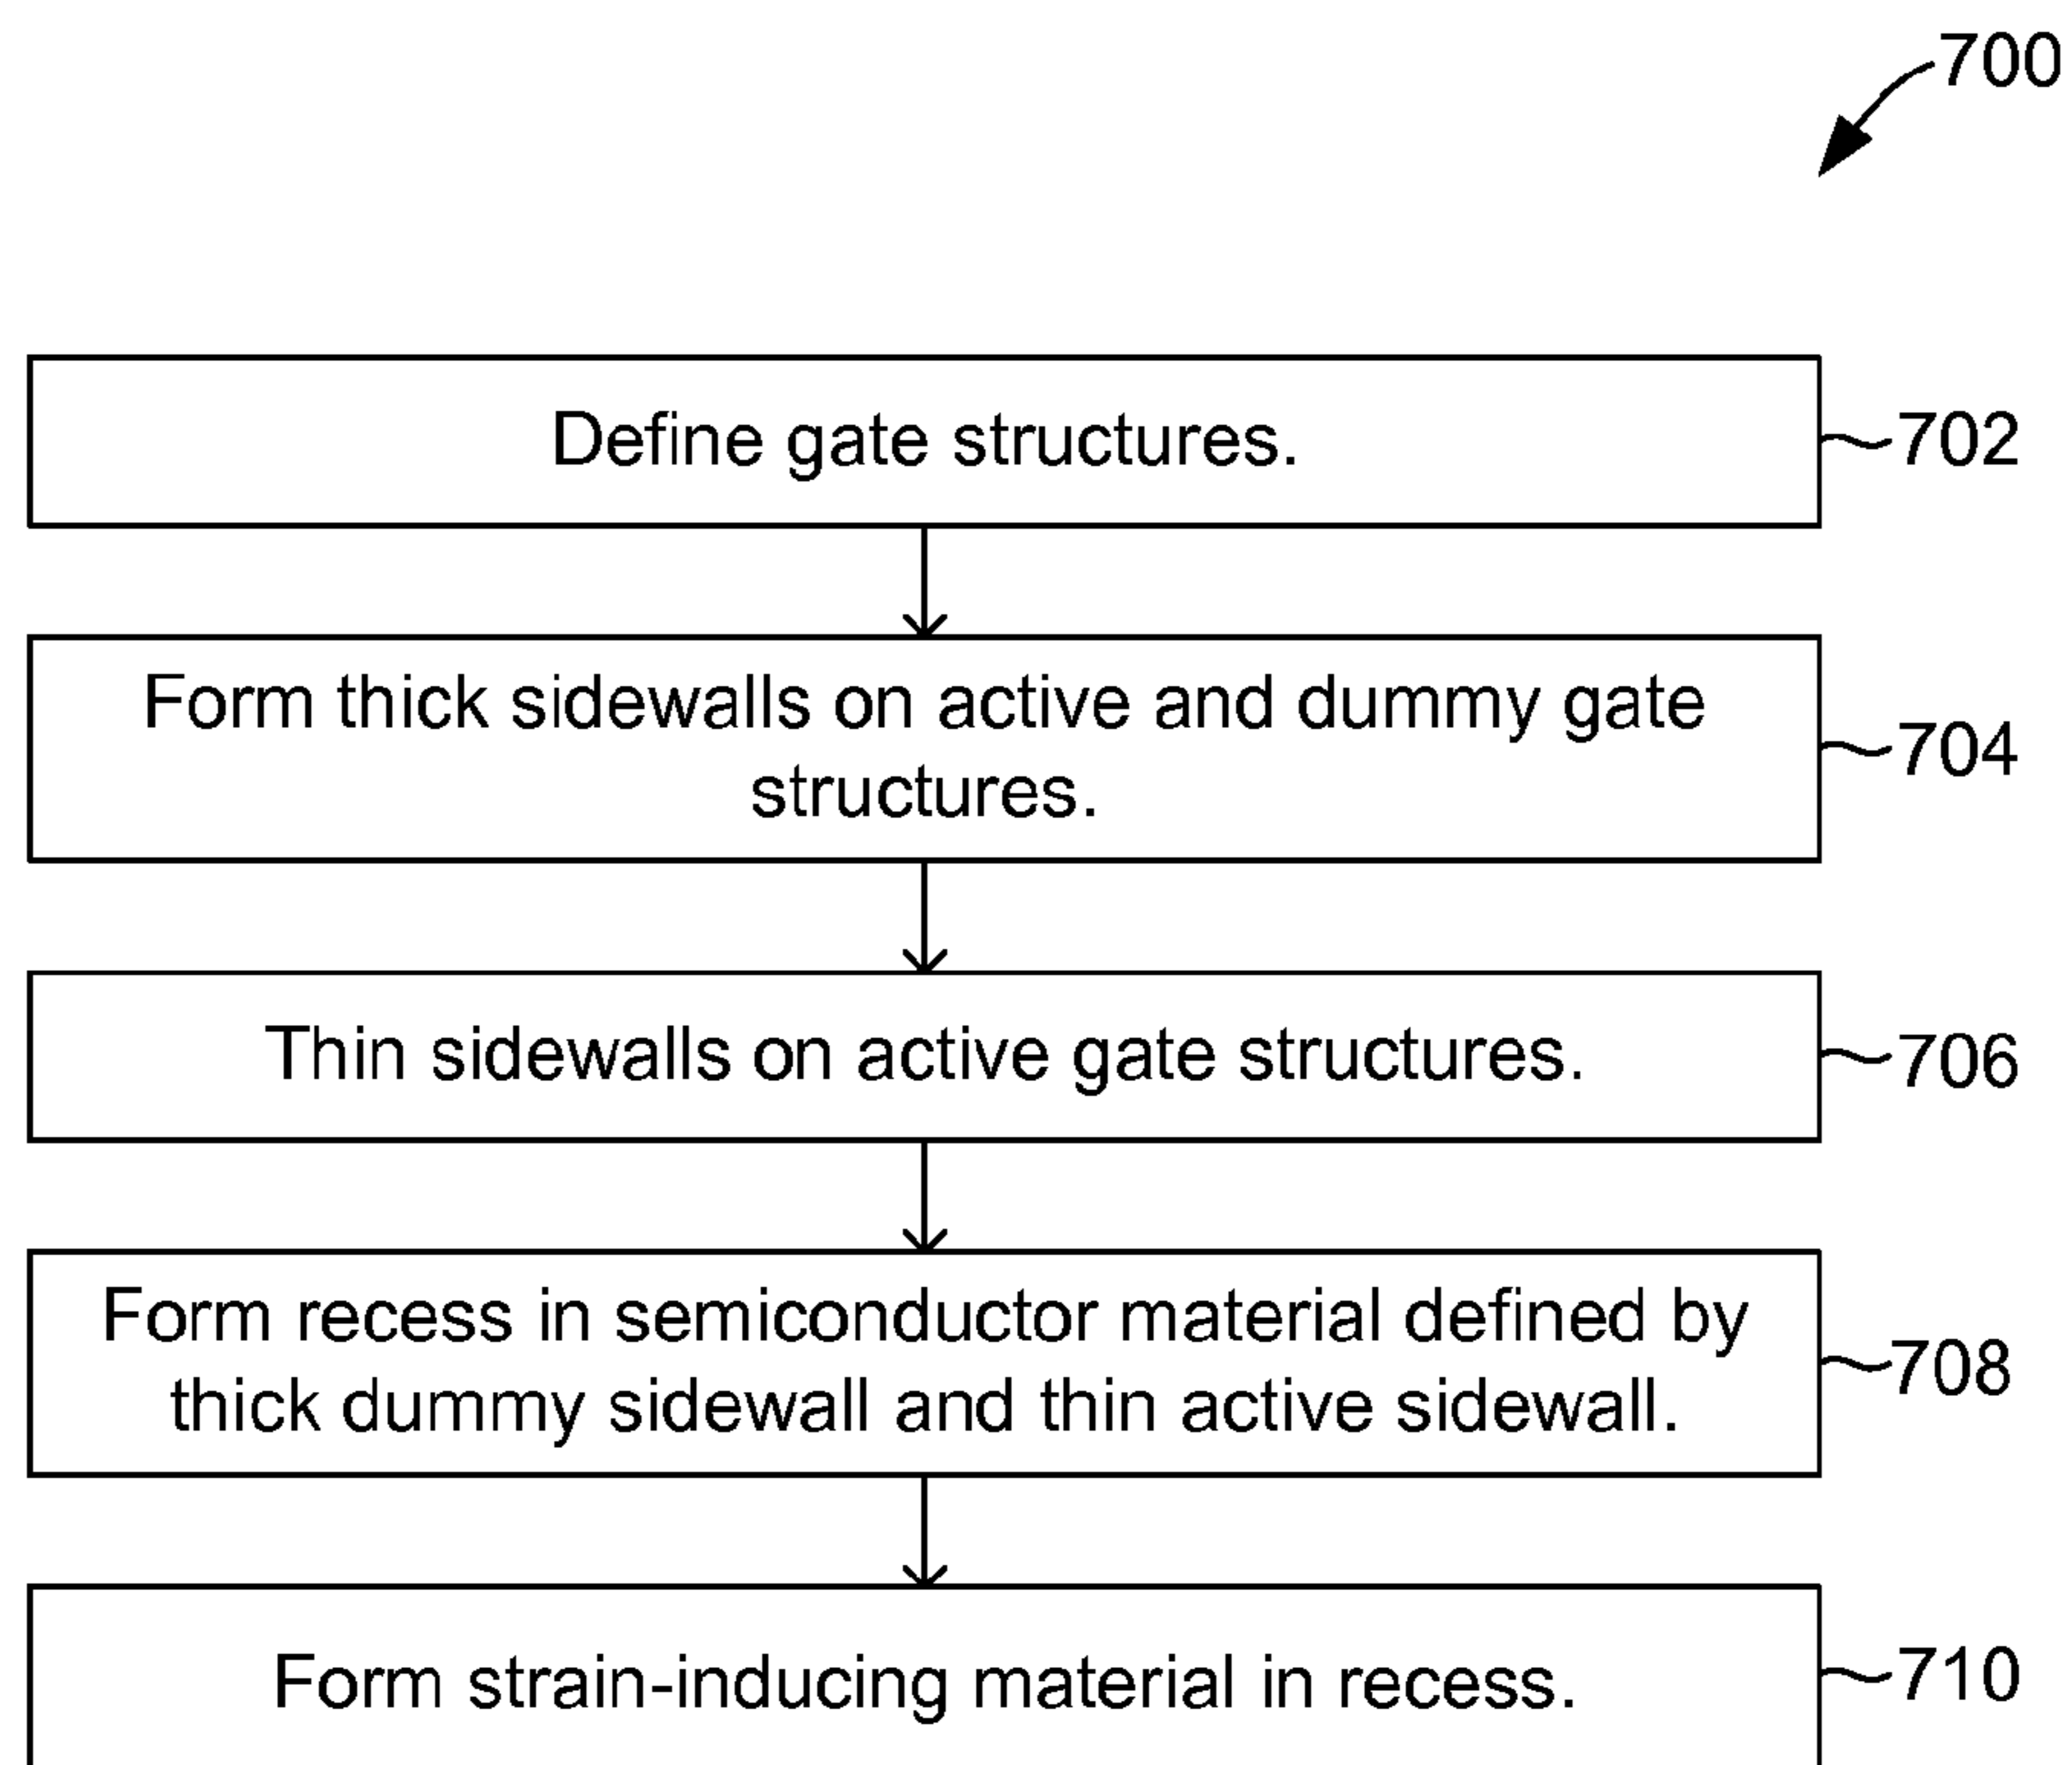 700
Define gate structures.
702
Form thick sidewalls on active and dummy gate
structures.
704
Thin sidewalls on active gate structures.
706
Form recess in semiconductor material defined by
thick dummy sidewall and thin active sidewall.
708
Form strain-inducing material in recess.
710